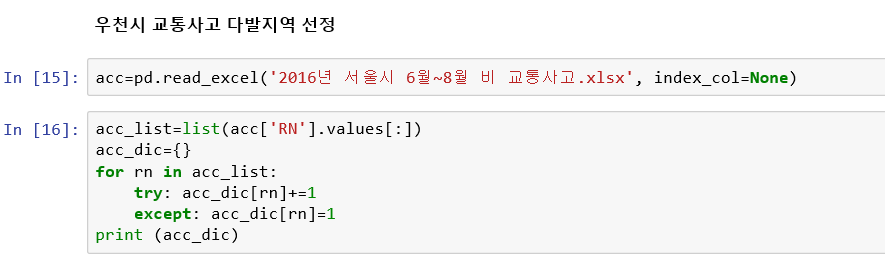 우천시 교통사고 다발지역 선정
In [15]: acc=pd.read_excel('2016년 서울시 6월~8월 비 교통사고.xlsx', index_col=None)
In [16]: acc_list=list(acc['RN'].values[:])
acc_dic={}
for rn in acc_list:
    try: acc_dic[rn]+=1
    except: acc_dic[rn]=1
print (acc_dic)